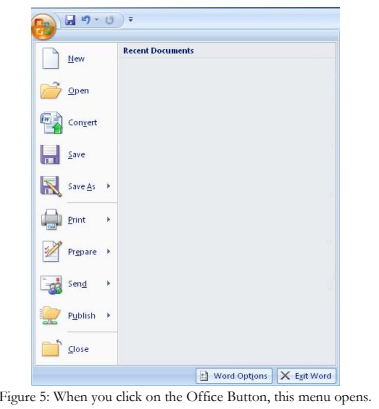 Recent Documents
New
Open
Convert
Save
Save As
Print
Prepare
Send
Publish
Close
Word Options
Exit Word
Figure 5: When you click on the Office Button, this menu opens.